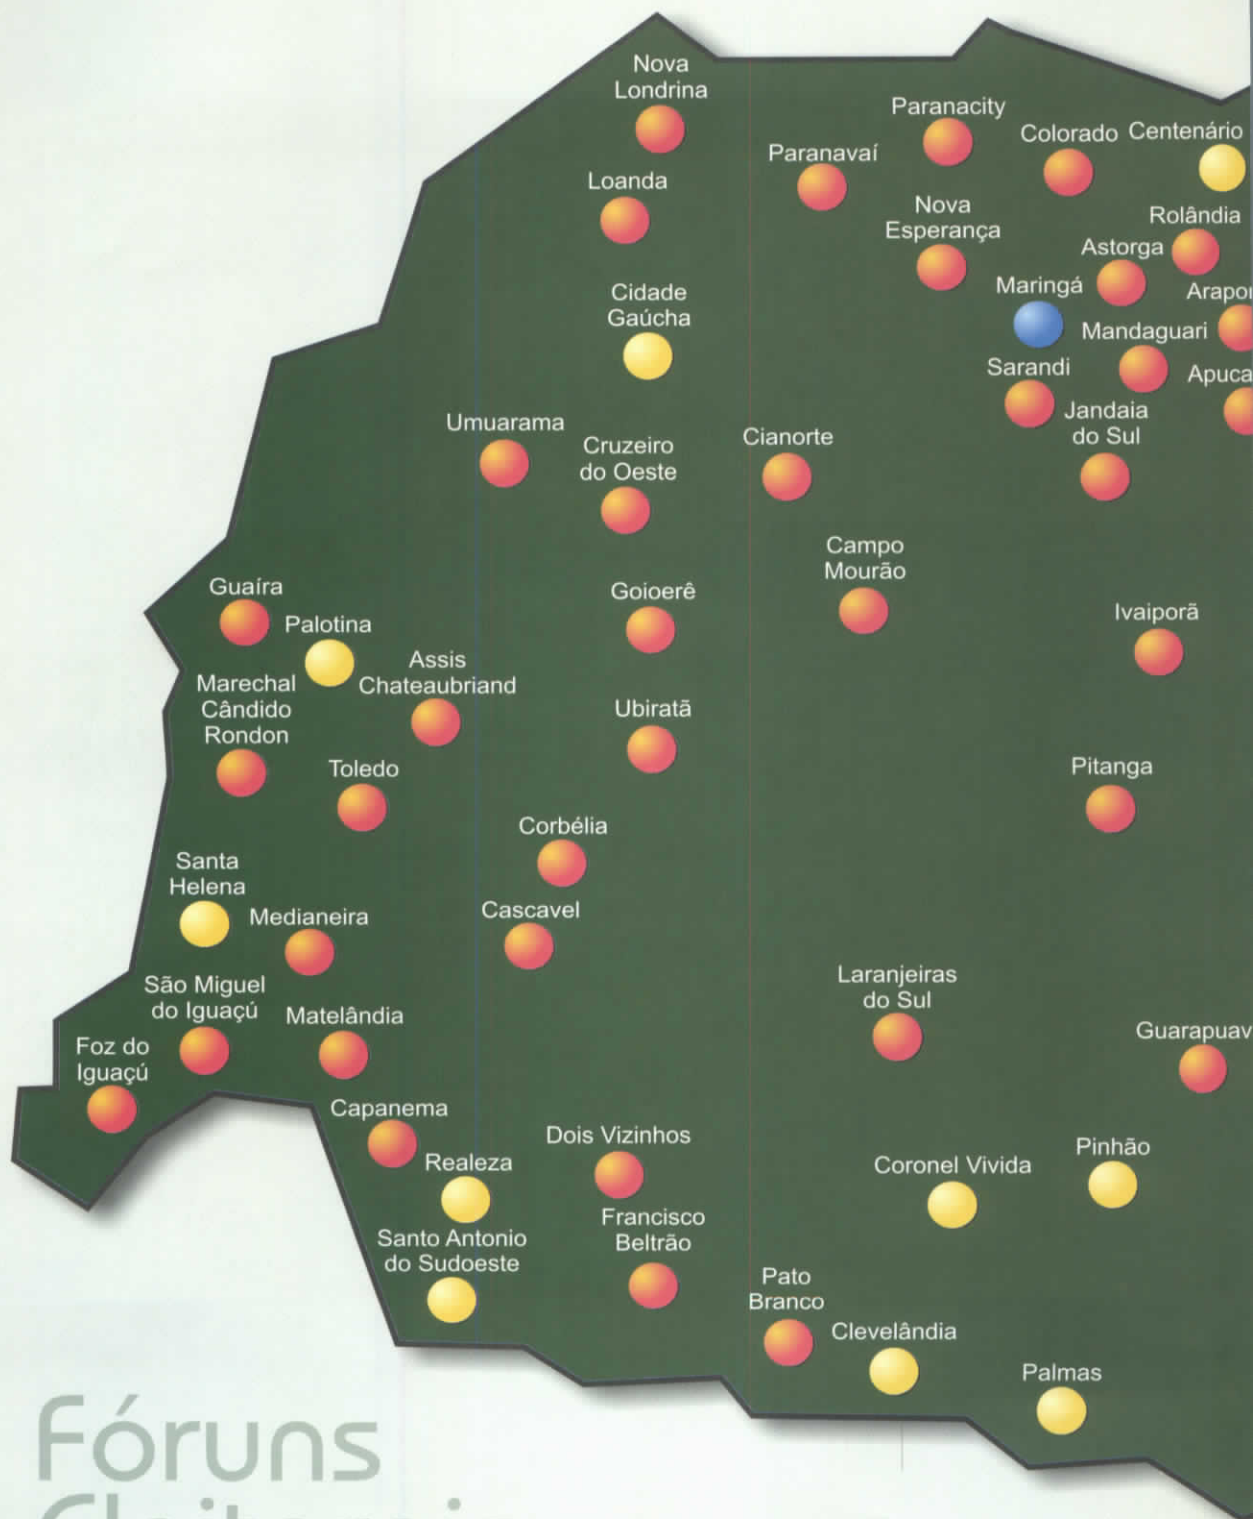 Nova
Londrina
Paranacity
Colorado
Centenário
Paranavaí
Loanda
Nova
Esperança
Rolândia
Astorga
Maringá
Arapon
Cidade
Gaúcha
Mandaguari
Sarandi
Apuca
Jandaia
do Sul
Umuarama
Cruzeiro
do Oeste
Cianorte
Campo
Mourão
Guaíra
Goioerê
Ivaiporã
Palotina
Assis
Chateaubriand
Marechal
Cândido
Rondon
Ubiratã
Toledo
Pitanga
Corbélia
Santa
Helena
Medianeira
Cascavel
São Miguel
do Iguaçú
Matelândia
Laranjeiras
do Sul
Foz do
Iguaçú
Guarapuav
Capanema
Dois Vizinhos
Realeza
Coronel Vivida
Pinhão
Francisco
Beltrão
Santo Antonio
do Sudoeste
Pato
Branco
Clevelândia
Palmas
Fóruns